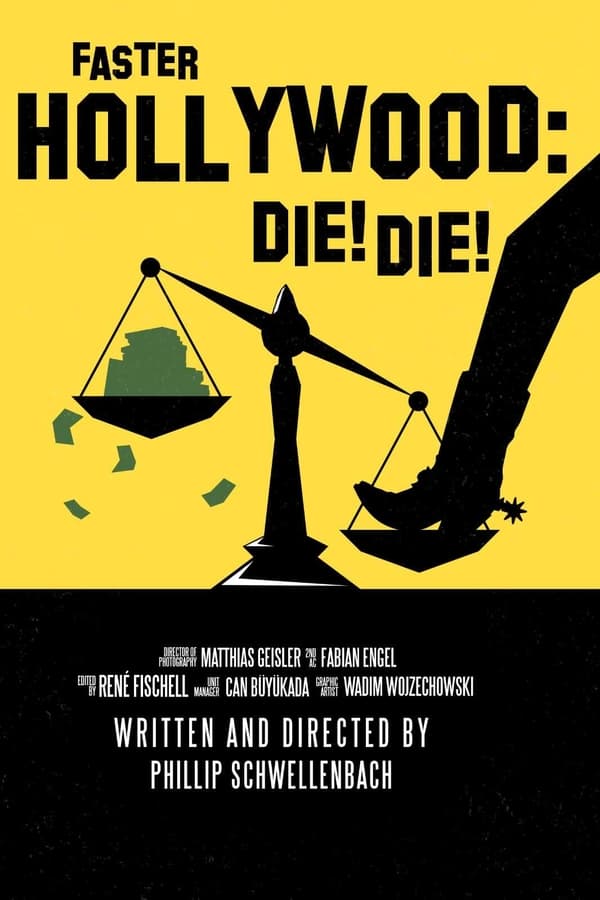 FASTER
HOLLYWOOD:
DIE! DIE!
DIRECTOR OF PHOTOGRAPHY MATTHIAS GEISLER 2ND AC FABIAN ENGEL
EDITED BY RENÉ FISCHELL UNIT MANAGER CAN BÜYÜKADA GRAPHIC ARTIST WADIM WOJZECHOWSKI
WRITTEN AND DIRECTED BY
PHILLIP SCHWELLENBACH